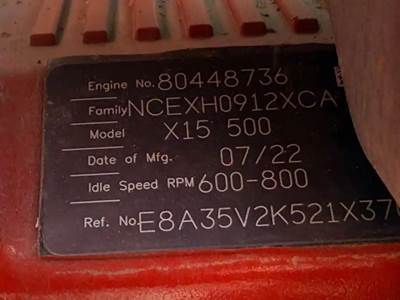 Engine No. 80448736
Family NCEXH0912XCA
Model X15 500
Date of Mfg. 07/22
Idle Speed RPM 600-800
Ref. No. E8A35V2K521X37